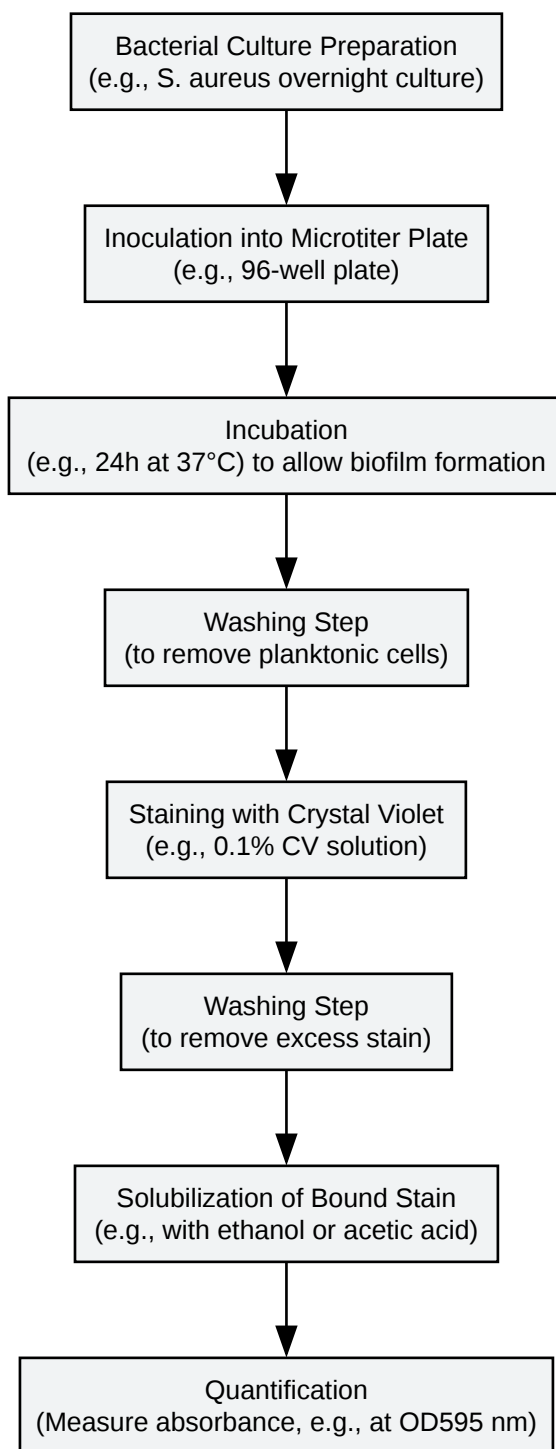 Bacterial Culture Preparation
(e.g., S. aureus overnight culture)
Inoculation into Microtiter Plate
(e.g., 96-well plate)
Incubation
(e.g., 24h at 37°C) to allow biofilm formation
Washing Step
(to remove planktonic cells)
Staining with Crystal Violet
(e.g., 0.1% CV solution)
Washing Step
(to remove excess stain)
Solubilization of Bound Stain
(e.g., with ethanol or acetic acid)
Quantification
(Measure absorbance, e.g., at OD595 nm)